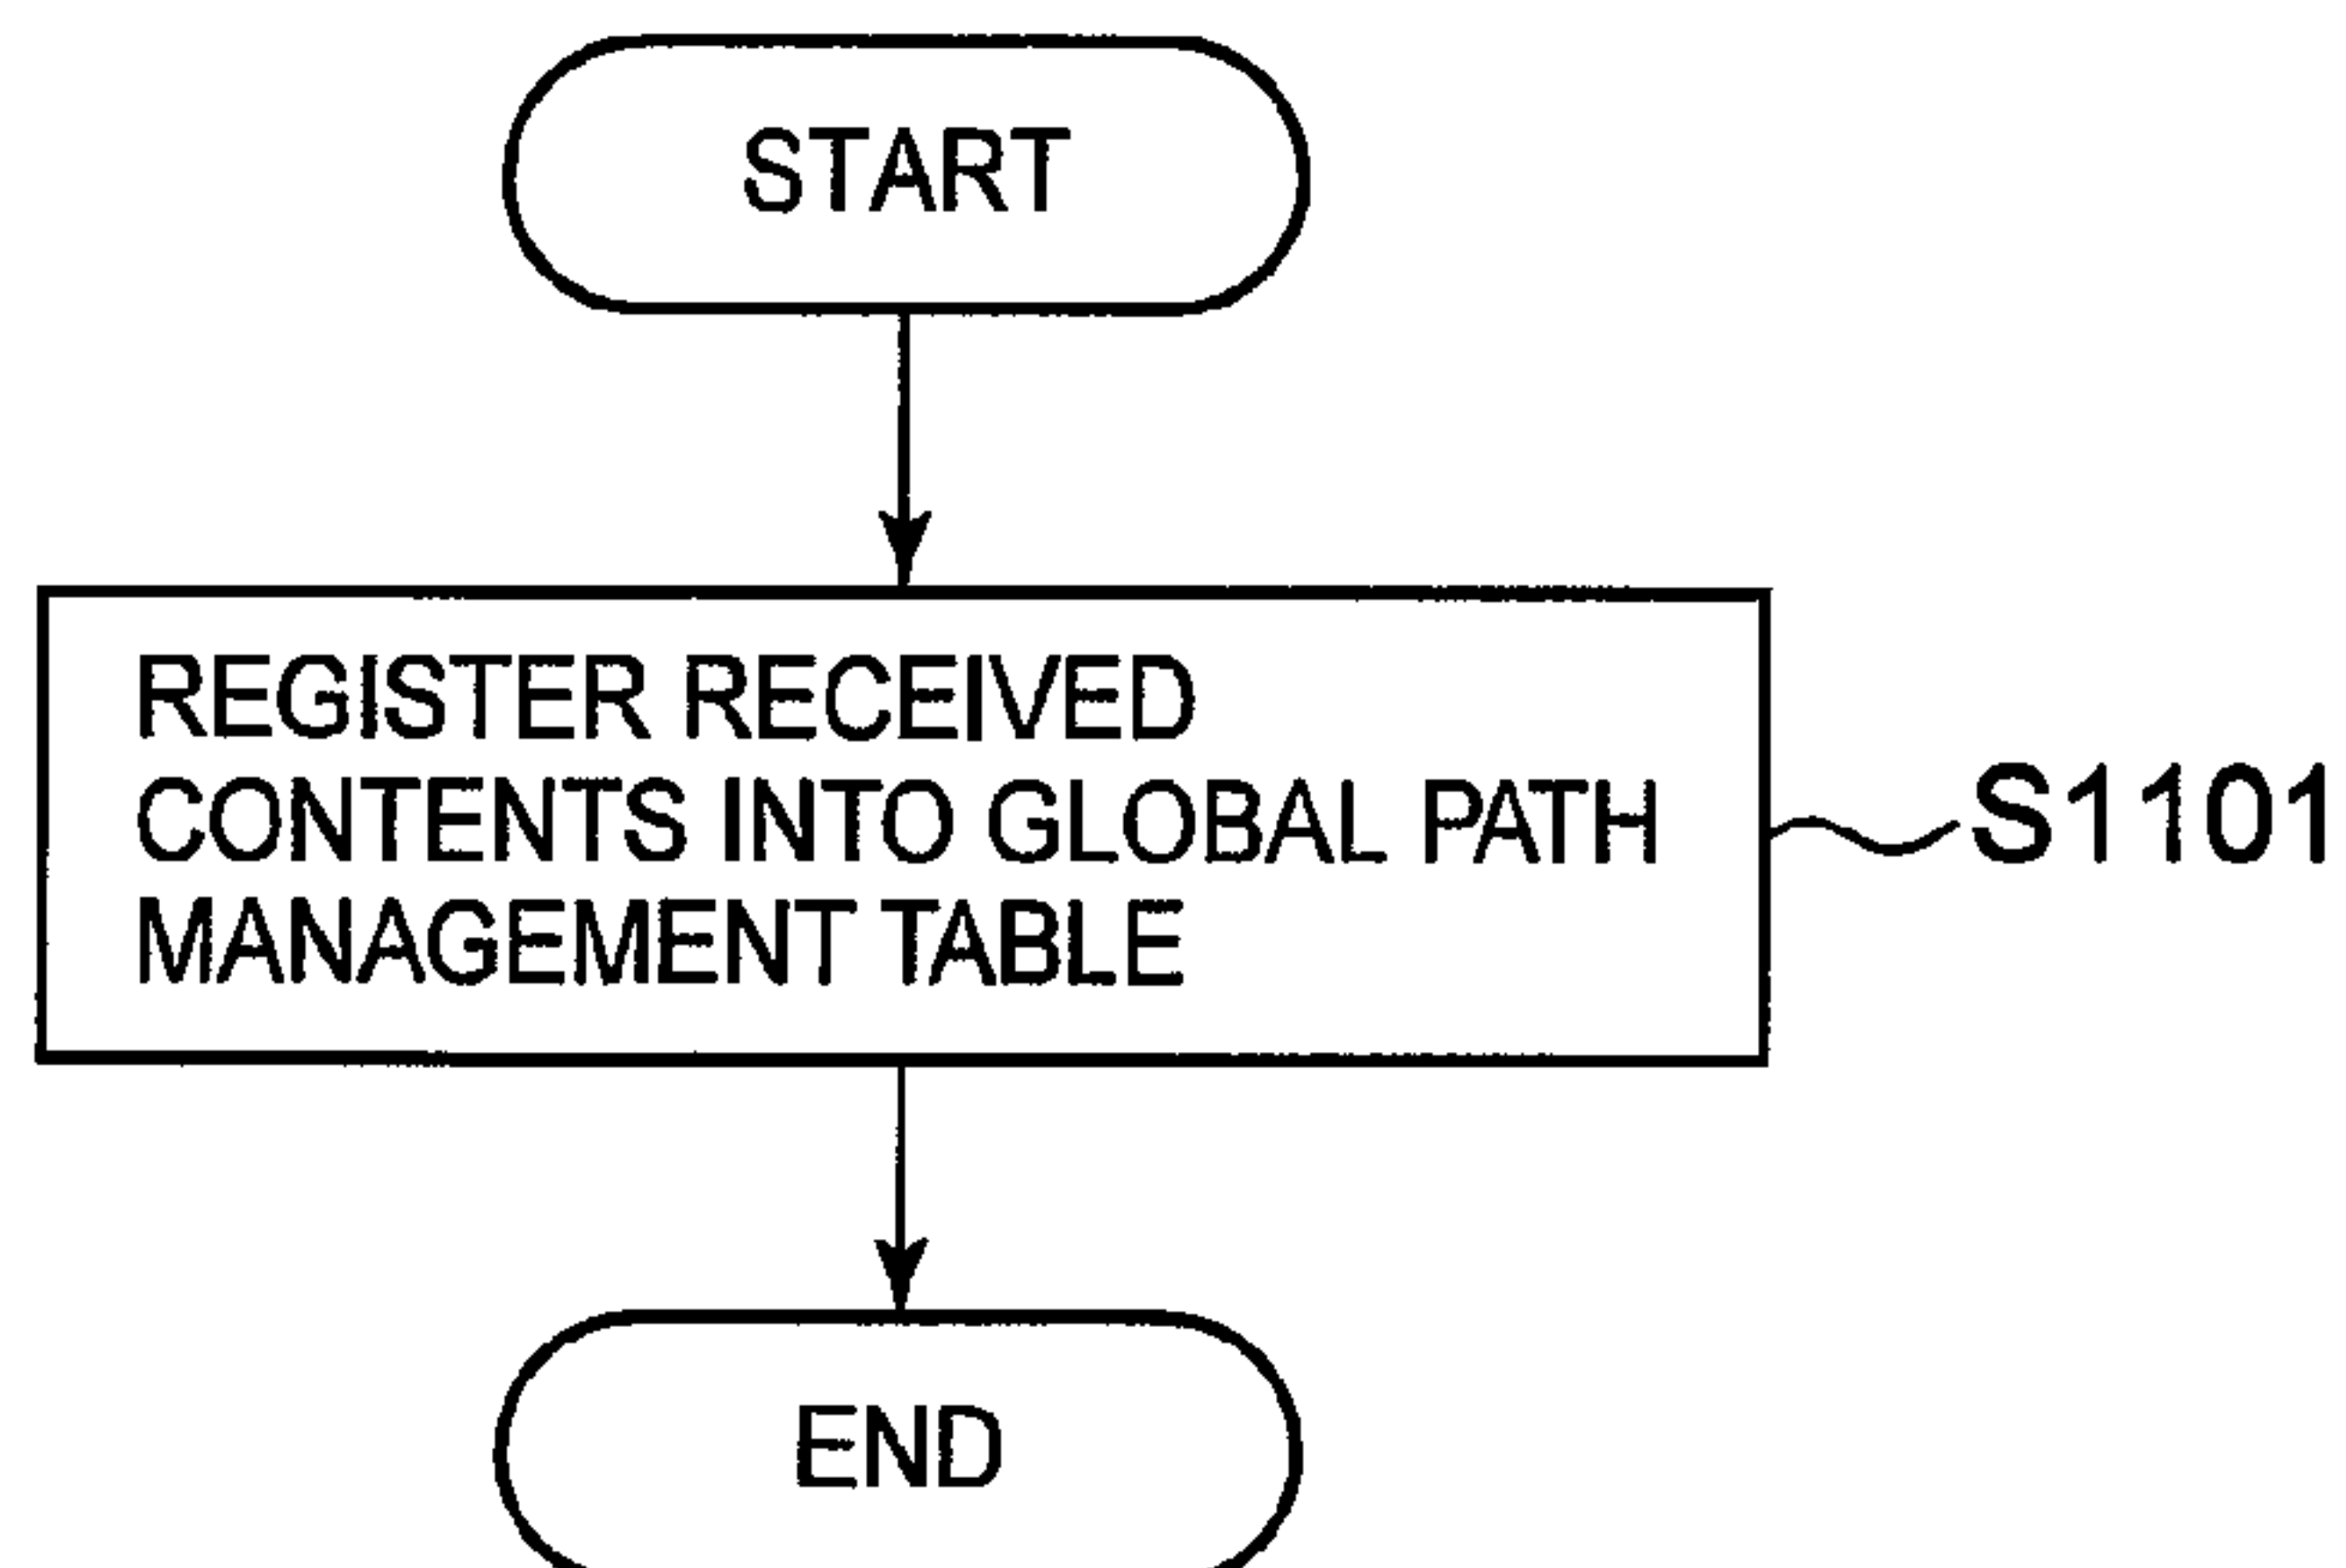 START
REGISTER RECEIVED
CONTENTS INTO GLOBAL PATH
MANAGEMENT TABLE
S1101
END